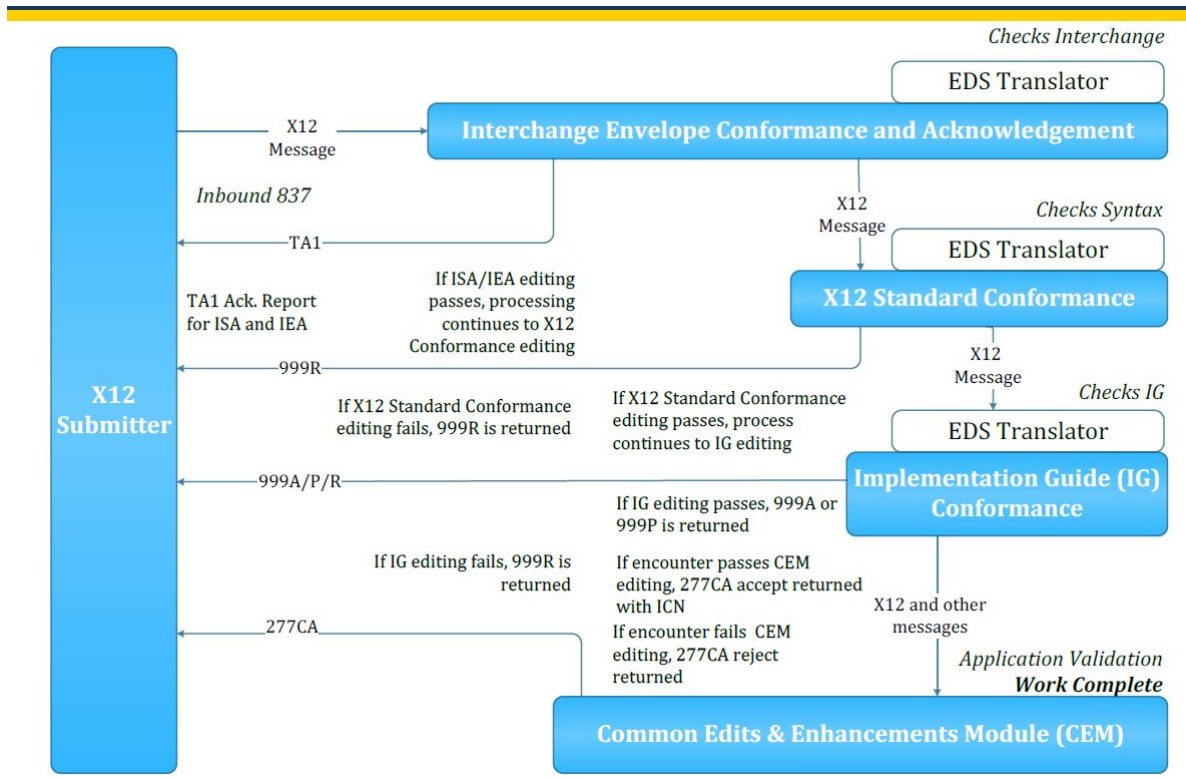 Checks Interchange
EDS Translator
Interchange Envelope Conformance and Acknowledgement
X12
Message
Inbound 837
X12
Message
Checks Syntax
TA1
EDS Translator
X12 Standard Conformance
TA1 Ack. Report
for ISA and IEA
If ISA/IEA editing
passes, processing
continues to X12
Conformance editing
999R
X12
Message
X12
Submitter
Checks IG
If X12 Standard Conformance
editing fails, 999R is returned
If X12 Standard Conformance
editing passes, process
continues to IG editing
EDS Translator
999A/P/R
Implementation Guide (IG)
Conformance
If IG editing passes, 999A or
999P is returned
If IG editing fails, 999R is
returned
If encounter passes CEM
editing, 277CA accept returned
with ICN
X12 and other
messages
277CA
If encounter fails CEM
editing, 277CA reject
returned
Application Validation
Work Complete
Common Edits & Enhancements Module (CEM)